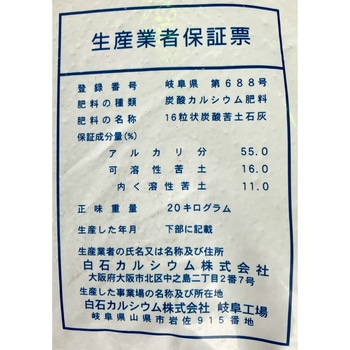 生産業者保証票
登録番号 岐阜県 第688号
肥料の種類 炭酸カルシウム肥料
肥料の名称 16粒状炭酸苦土石灰
保証成分量(%)
アルカリ分 55.0
可溶性苦土 16.0
内く溶性苦土 11.0
正味重量 20キログラム
生産した年月 下部に記載
生産業者の氏名又は名称及び住所
白石カルシウム株式会社
大阪府大阪市北区中之島二丁目2番7号
生産した事業場の名称及び所在地
白石カルシウム株式会社 岐阜工場
岐阜県山県市岩佐915番地